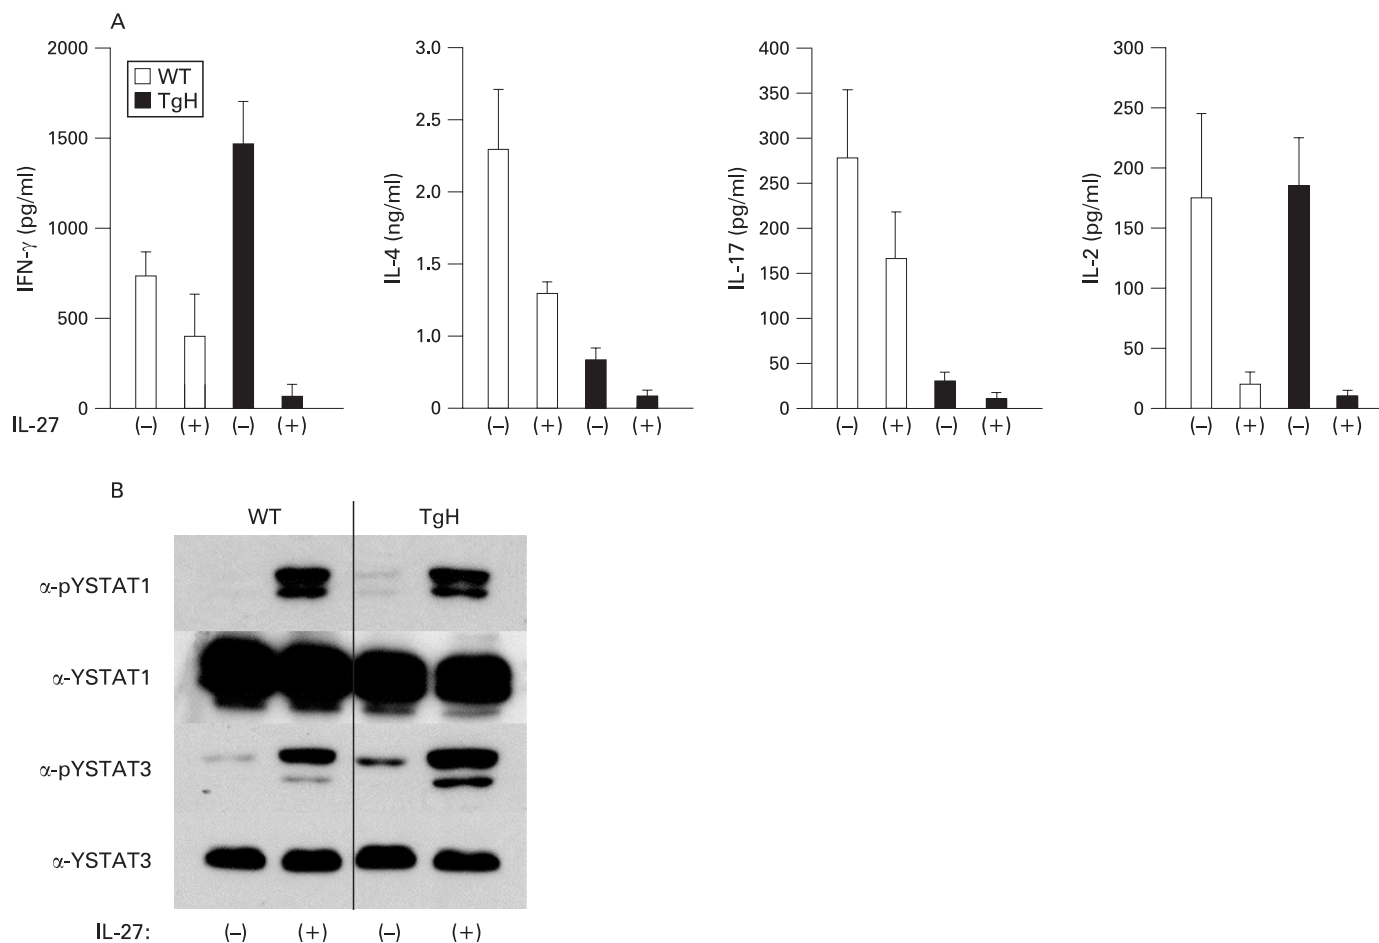 A
2000
1500
1000
500
0
IFN-γ (pg/ml)
WT
TgH
IL-27
(–) (+) (–) (+)
3.0
2.5
2.0
1.5
1.0
0
IL-4 (ng/ml)
(–) (+) (–) (+)
400
350
300
250
200
150
100
50
0
IL-17 (pg/ml)
(–) (+) (–) (+)
300
250
200
150
100
50
0
IL-2 (pg/ml)
(–) (+) (–) (+)
B
WT TgH
α-pYSTAT1
α-YSTAT1
α-pYSTAT3
α-YSTAT3
IL-27: (–) (+) (–) (+)